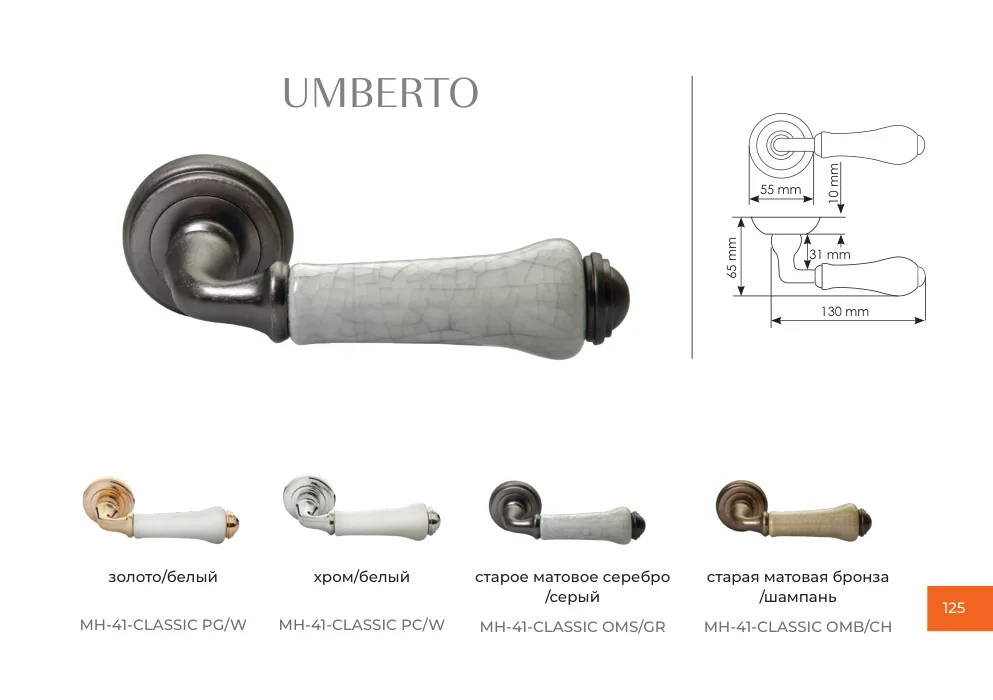 UMBERTO
55 mm
10 mm
65 mm
31 mm
130 mm
золото/белый
MH-41-CLASSIC PG/W
хром/белый
MH-41-CLASSIC PC/W
старое матовое серебро
/серый
MH-41-CLASSIC OMS/GR
старая матовая бронза
/шампань
MH-41-CLASSIC OMB/CH
125